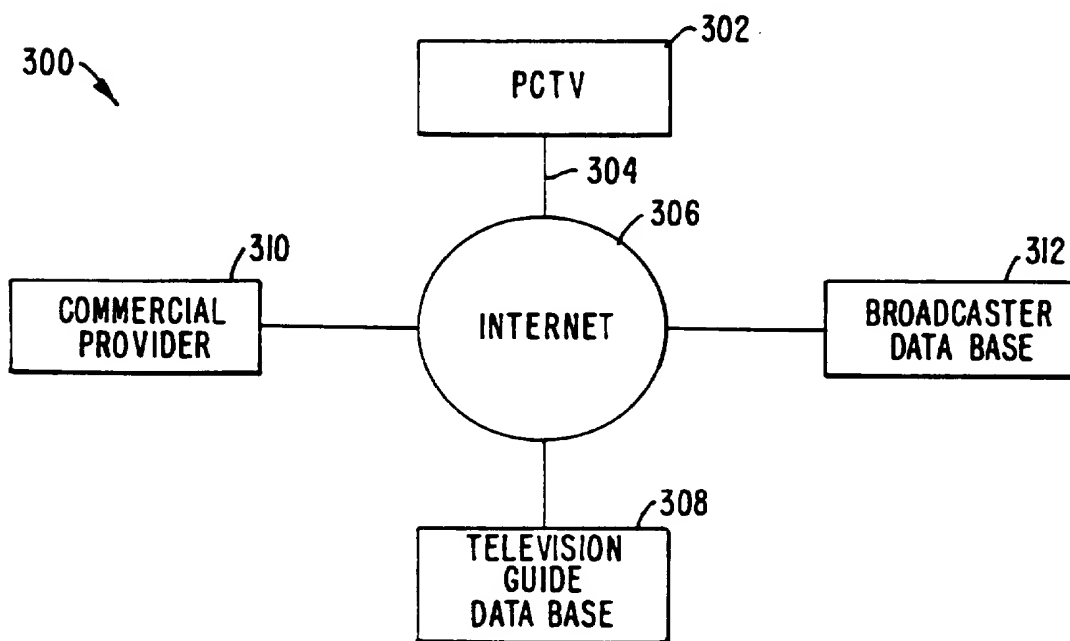 302
300
PCTV
304
306
310
312
COMMERCIAL
PROVIDER
INTERNET
BROADCASTER
DATA BASE
308
TELEVISION
GUIDE
DATA BASE